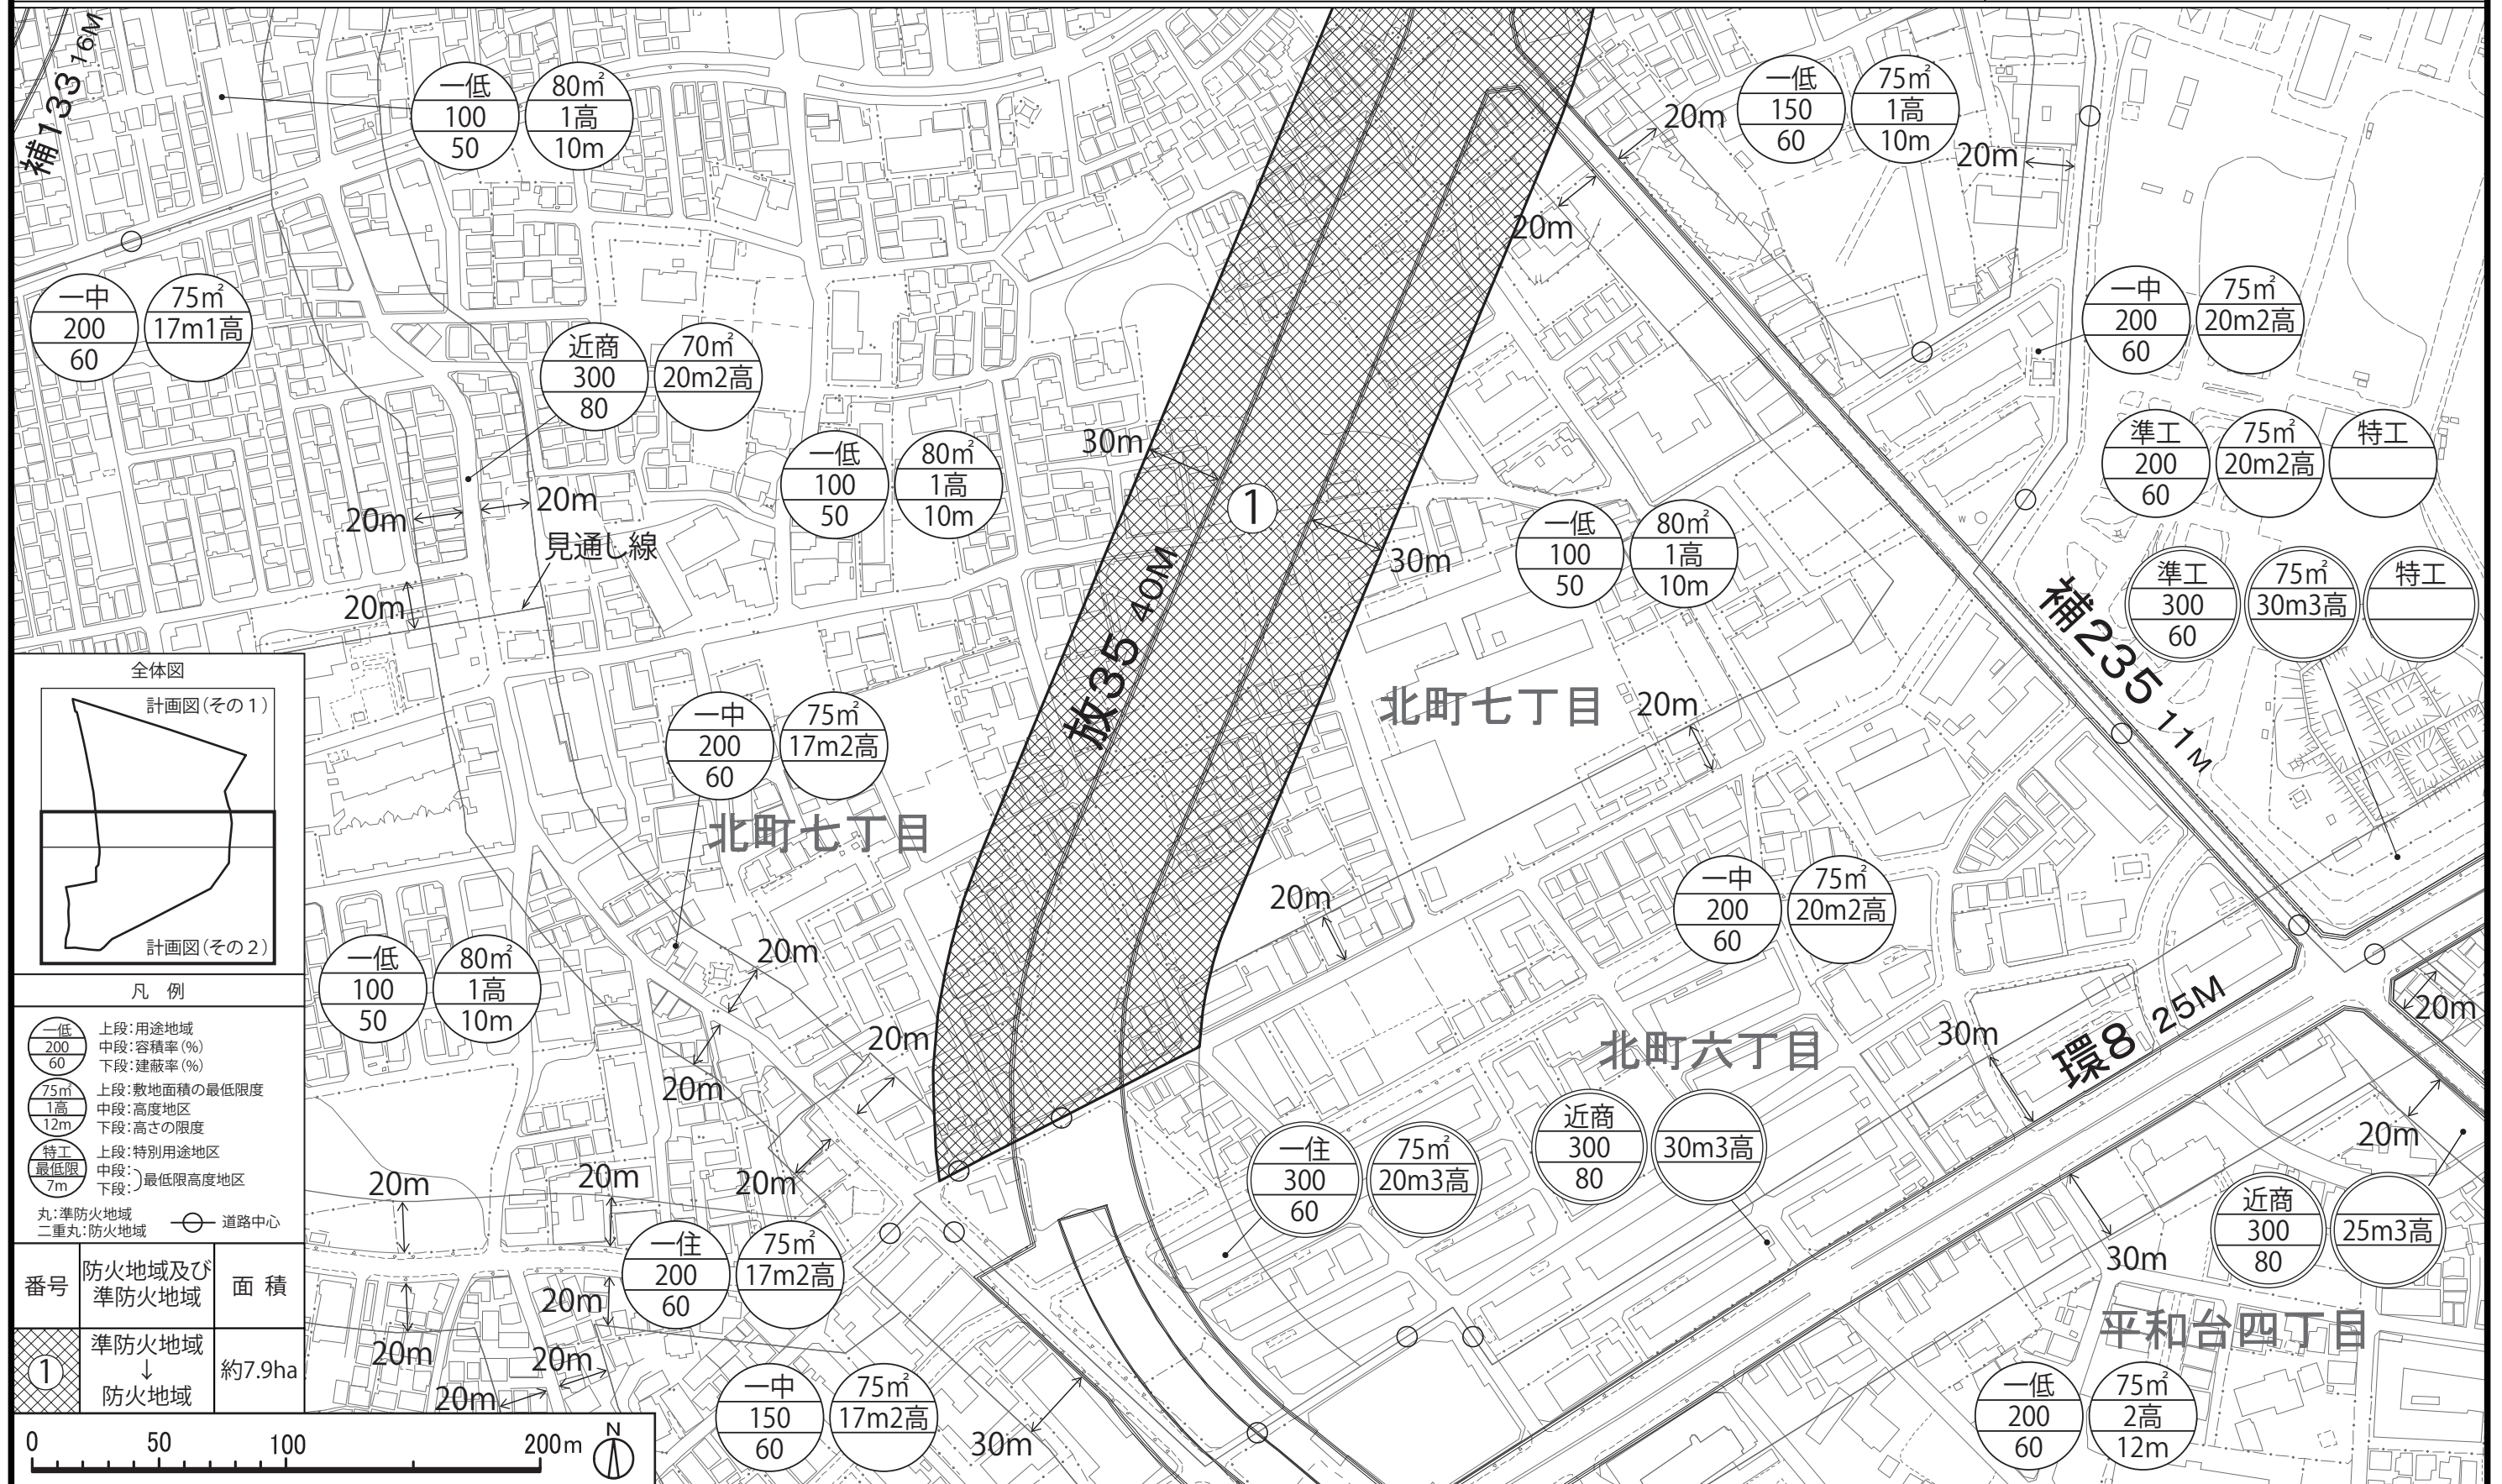 補133 16M
一低
100
50
80㎡
1高
10m
一低
150
60
75㎡
1高
10m
20m
20m
20m
一中
200
60
75㎡
17m1高
近商
300
80
70㎡
20m2高
一中
200
60
75㎡
20m2高
一低
100
50
80㎡
1高
10m
30m
1
準工
200
60
75㎡
20m2高
特工
20m
20m
見通し線
20m
放35 40M
30m
一低
100
50
80㎡
1高
10m
準工
300
60
75㎡
30m3高
特工
補235 11M
北町七丁目
20m
一中
200
60
75㎡
17m2高
北町七丁目
20m
一中
200
60
75㎡
20m2高
一低
100
50
80㎡
1高
10m
20m
20m
20m
北町六丁目
30m
環8 25M
20m
20m
20m
20m
20m
一住
300
60
75㎡
20m3高
近商
300
80
30m3高
近商
300
80
25m3高
30m
一住
200
60
75㎡
17m2高
20m
20m
20m
20m
平和台四丁目
一中
150
60
75㎡
17m2高
30m
一低
200
60
75㎡
2高
12m
全体図
計画図(その1)
計画図(その2)
凡 例
一低
200
60
上段:用途地域
中段:容積率(%)
下段:建蔽率(%)
75㎡
1高
12m
上段:敷地面積の最低限度
中段:高度地区
下段:高さの限度
特工
最低限
7m
上段:特別用途地区
中段:
下段:
最低限高度地区
丸:準防火地域
二重丸:防火地域
道路中心
番号
防火地域及び
準防火地域
面 積
1
準防火地域
↓
防火地域
約7.9ha
0 50 100 200m
N